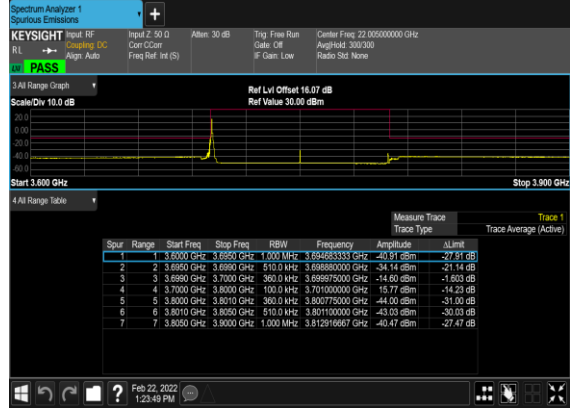 Spectrum Analyzer 1
Spurious Emissions
+
KEYSIGHT Input: RF Input Z: 50 Ω Atten: 30 dB Trig: Free Run Center Freq: 22.005000000 GHz
RL Coupling: DC Corr CCorr Gate: Off Avg|Hold: 300/300
Align: Auto Freq Ref: Int (S) IF Gain: Low Radio Std: None
PASS
3 All Range Graph
Ref Lvl Offset 16.07 dB
Scale/Div 10.0 dB Ref Value 30.00 dBm
20.0
0.00
-20.0
-40.0
-60.0
Start 3.600 GHz Stop 3.900 GHz
4 All Range Table
Measure Trace Trace 1
Trace Type Trace Average (Active)
Spur Range Start Freq Stop Freq RBW Frequency Amplitude ΔLimit
1 1 3.6000 GHz 3.6950 GHz 1.000 MHz 3.694683333 GHz -40.91 dBm -27.91 dB
2 2 3.6950 GHz 3.6990 GHz 510.0 kHz 3.698880000 GHz -34.14 dBm -21.14 dB
3 3 3.6990 GHz 3.7000 GHz 360.0 kHz 3.699975000 GHz -14.60 dBm -1.603 dB
4 4 3.7000 GHz 3.8000 GHz 100.0 kHz 3.701000000 GHz 15.77 dBm -14.23 dB
5 5 3.8000 GHz 3.8010 GHz 360.0 kHz 3.800775000 GHz -44.00 dBm -31.00 dB
6 6 3.8010 GHz 3.8050 GHz 510.0 kHz 3.801100000 GHz -43.03 dBm -30.03 dB
7 7 3.8050 GHz 3.9000 GHz 1.000 MHz 3.812916667 GHz -40.47 dBm -27.47 dB
? Feb 22, 2022
1:23:49 PM